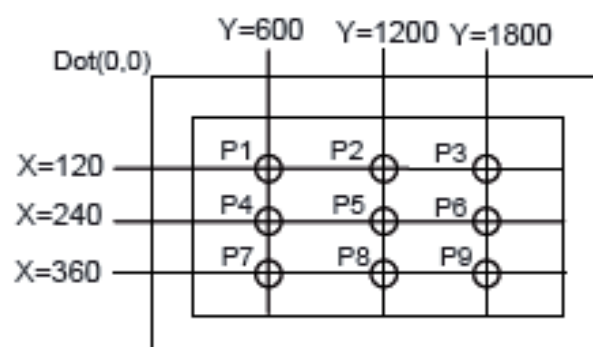 Y=600 Y=1200 Y=1800
Dot(0,0)
X=120 P1 P2 P3
X=240 P4 P5 P6
X=360 P7 P8 P9